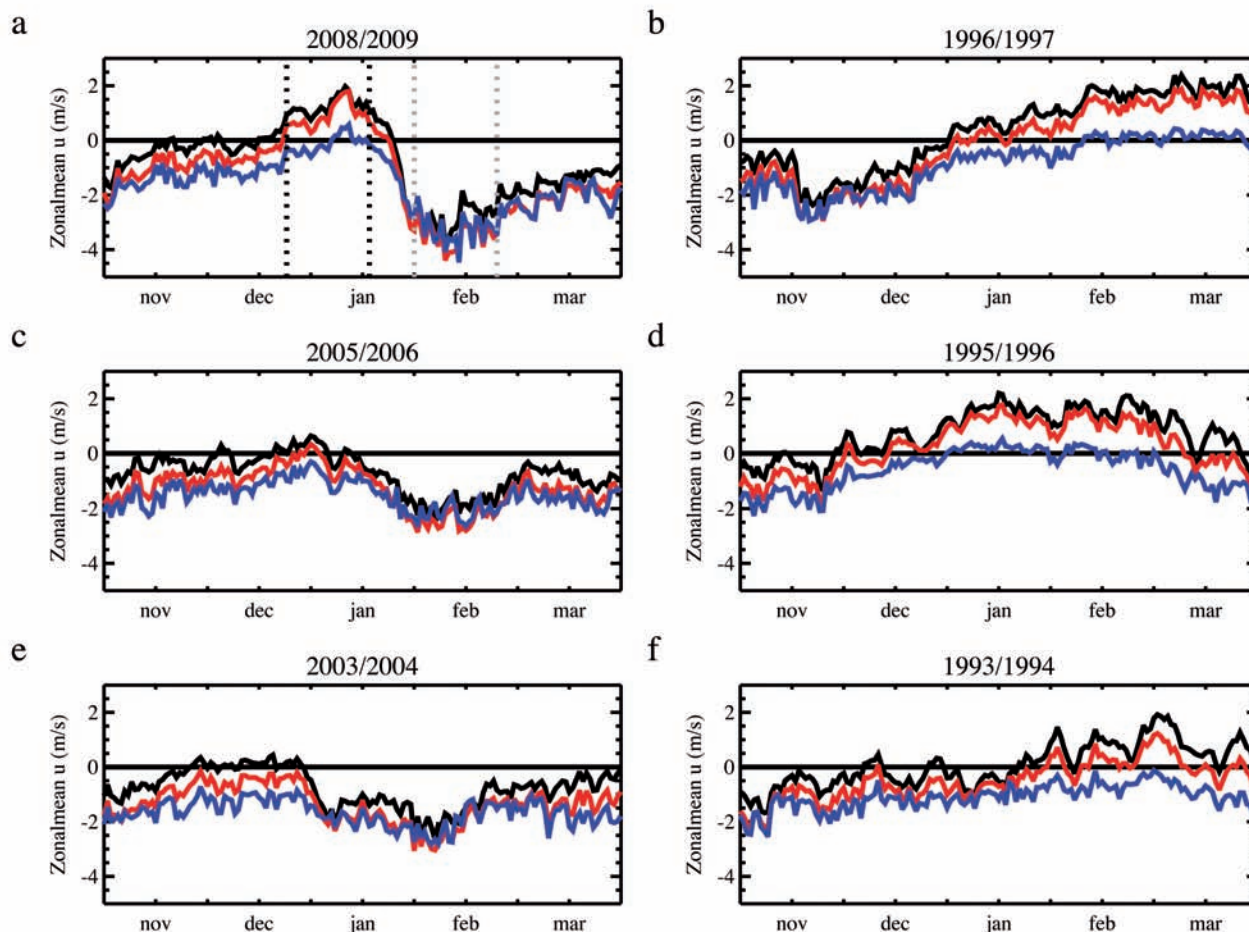 a
2008/2009
Zonalmean u (m/s)
2
0
-2
-4
nov dec jan feb mar
b
1996/1997
Zonalmean u (m/s)
2
0
-2
-4
nov dec jan feb mar
c
2005/2006
Zonalmean u (m/s)
2
0
-2
-4
nov dec jan feb mar
d
1995/1996
Zonalmean u (m/s)
2
0
-2
-4
nov dec jan feb mar
e
2003/2004
Zonalmean u (m/s)
2
0
-2
-4
nov dec jan feb mar
f
1993/1994
Zonalmean u (m/s)
2
0
-2
-4
nov dec jan feb mar